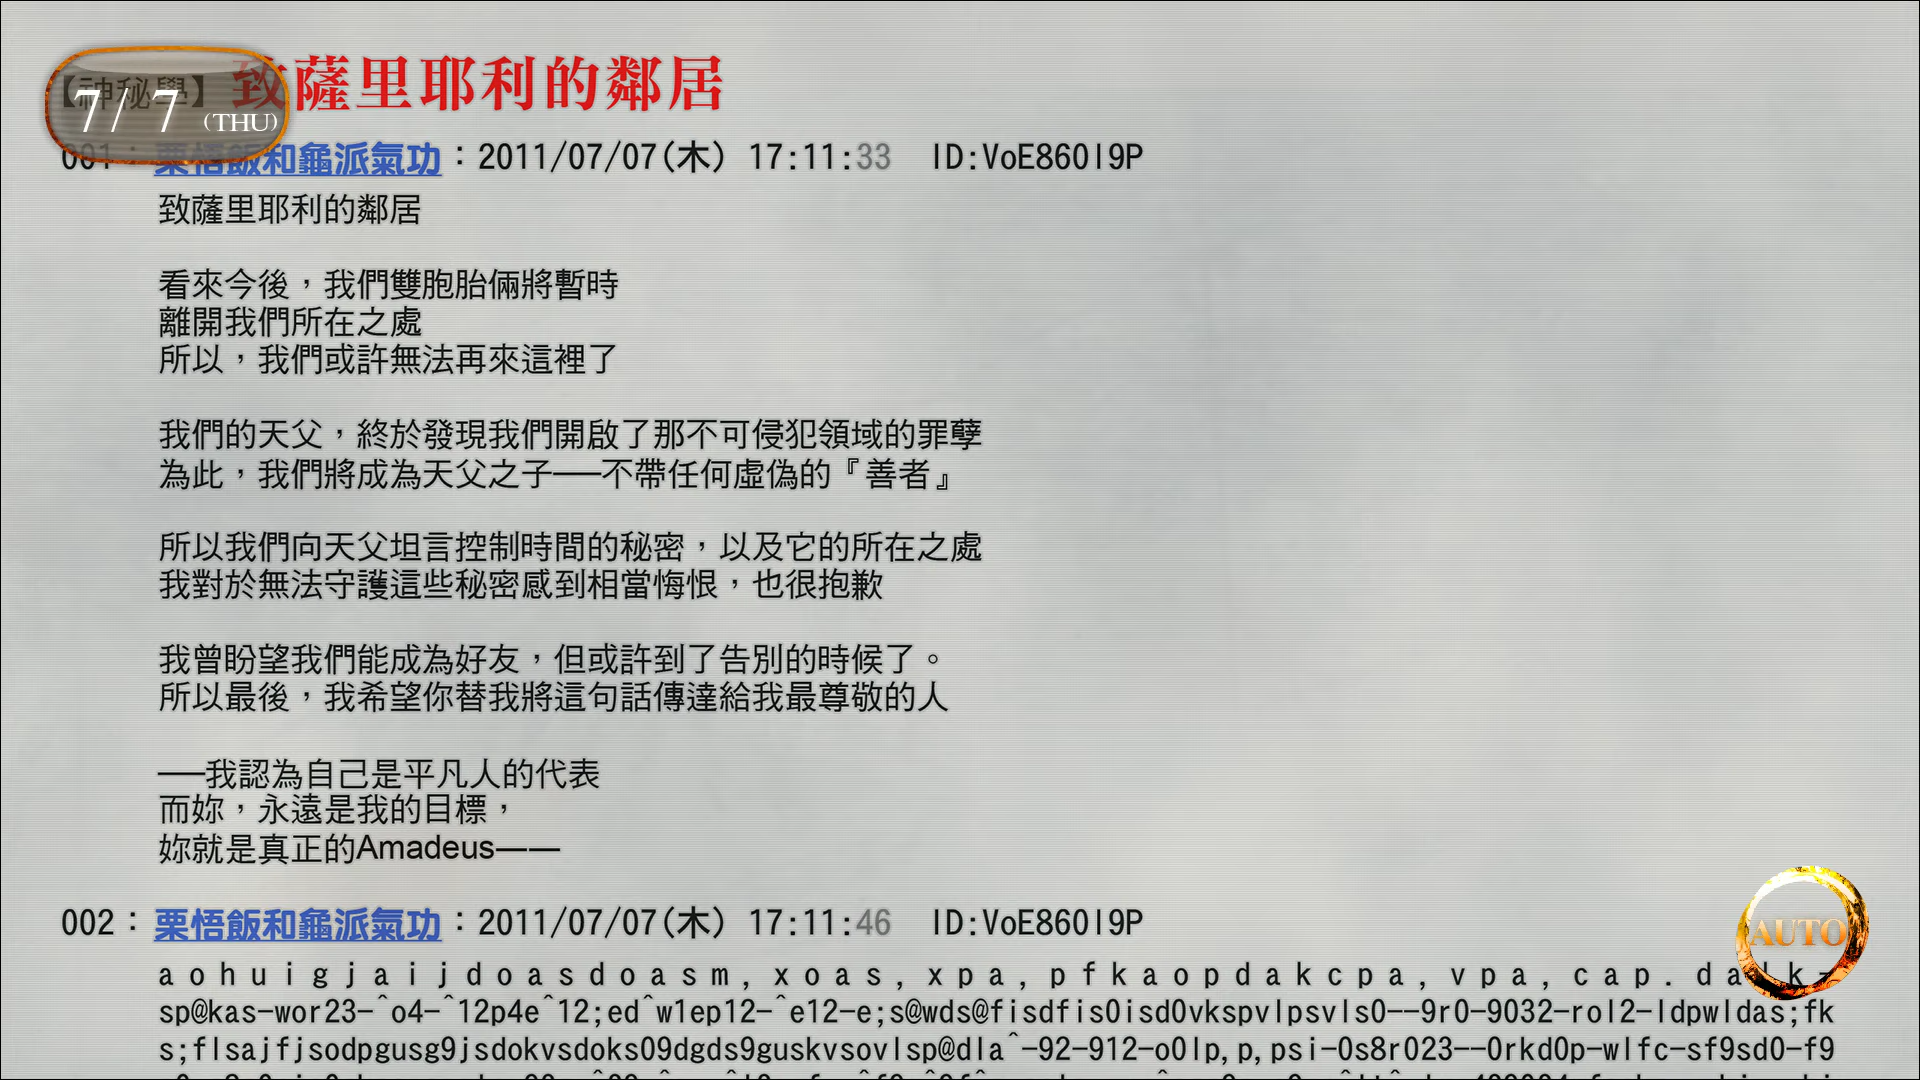 【神秘學】 致薩里耶利的鄰居
7/ 7 (THU)
001：栗悟飯和龜派氣功：2011/07/07(木) 17:11:33 ID:VoE860l9P
致薩里耶利的鄰居
看來今後，我們雙胞胎倆將暫時
離開我們所在之處
所以，我們或許無法再來這裡了
我們的天父，終於發現我們開啟了那不可侵犯領域的罪孽
為此，我們將成為天父之子──不帶任何虛偽的『善者』
所以我們向天父坦言控制時間的秘密，以及它的所在之處
我對於無法守護這些秘密感到相當悔恨，也很抱歉
我曾盼望我們能成為好友，但或許到了告別的時候了。
所以最後，我希望你替我將這句話傳達給我最尊敬的人
──我認為自己是平凡人的代表
而妳，永遠是我的目標，
妳就是真正的Amadeus——
002：栗悟飯和龜派氣功：2011/07/07(木) 17:11:46 ID:VoE860l9P
aohuigjaijdoasdoasm,xoas,xpa,pfkaopdakcpa,vpa,cap.da
AUTO
sp@kas-wor23-^o4-^12p4e^12;ed^w1ep12-^e12-e;s@wds@fisdfis0isd0vkspvlpsvls0--9r0-9032-rol2-ldpwldas;fk
s;flsajfjsodpgusg9jsdokvsdoks09dgds9guskvsovlsp@dla^-92-912-o0lp,p,psi-0s8r023--0rkd0p-wlfc-sf9sd0-f9